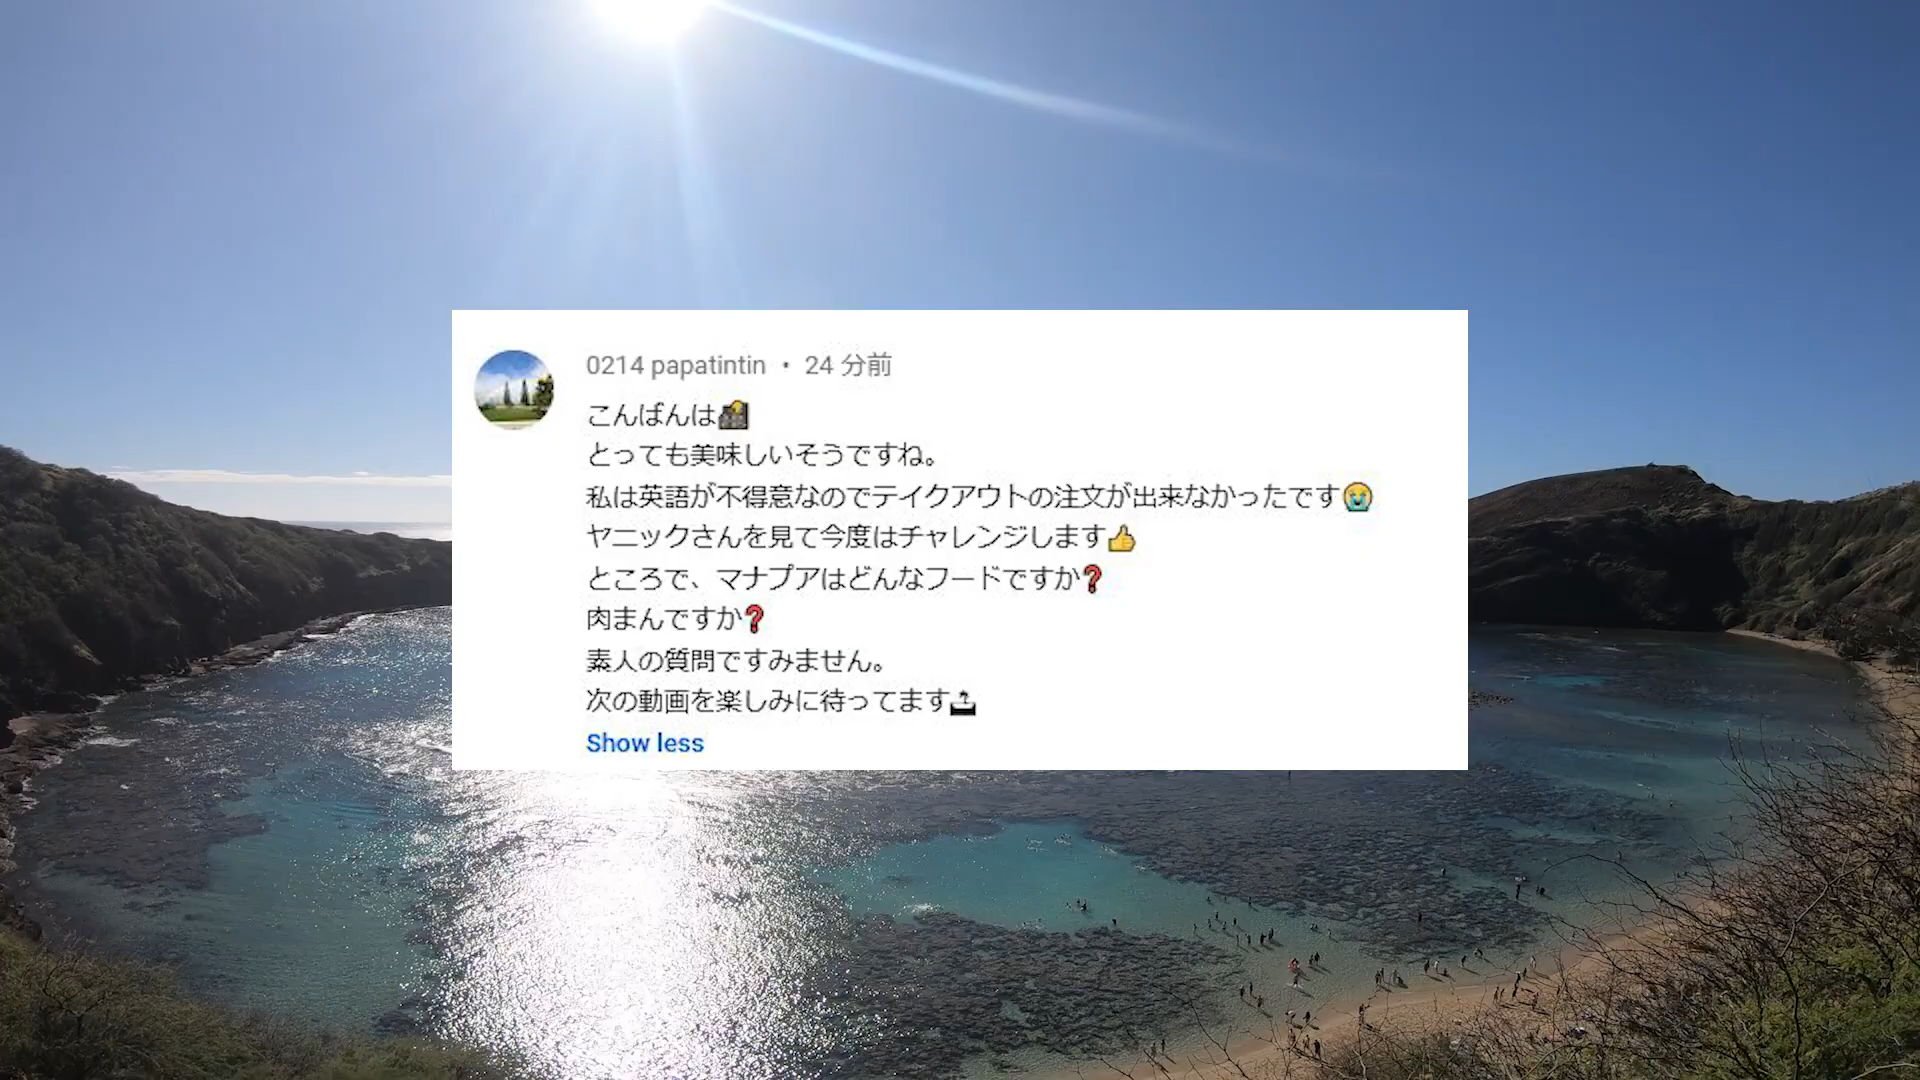 0214 papatintin • 24 分前
こんばんは
とっても美味しいそうですね。
私は英語が不得意なのでテイクアウトの注文が出来なかったです😭
ヤニックさんを見て今度はチャレンジします👍
ところで、マナプアはどんなフードですか❓
肉まんですか❓
素人の質問ですみません。
次の動画を楽しみに待ってます
Show less